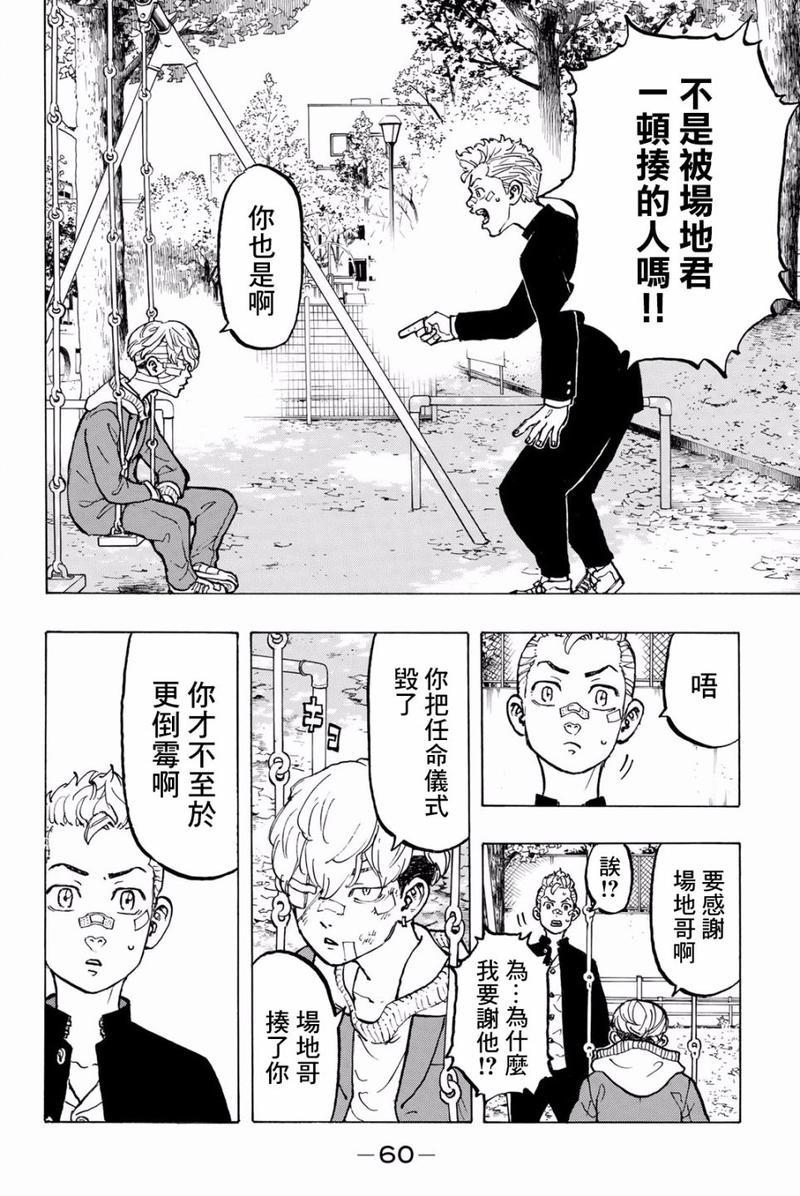 不是被場地君
一頓揍的人嗎!!
你也是啊
唔
要感謝
場地哥啊
誒!?
為…為什麼
我要謝他!?
你把任命儀式
毀了
キコ
場地哥
揍了你
你才不至於
更倒霉啊
—60—